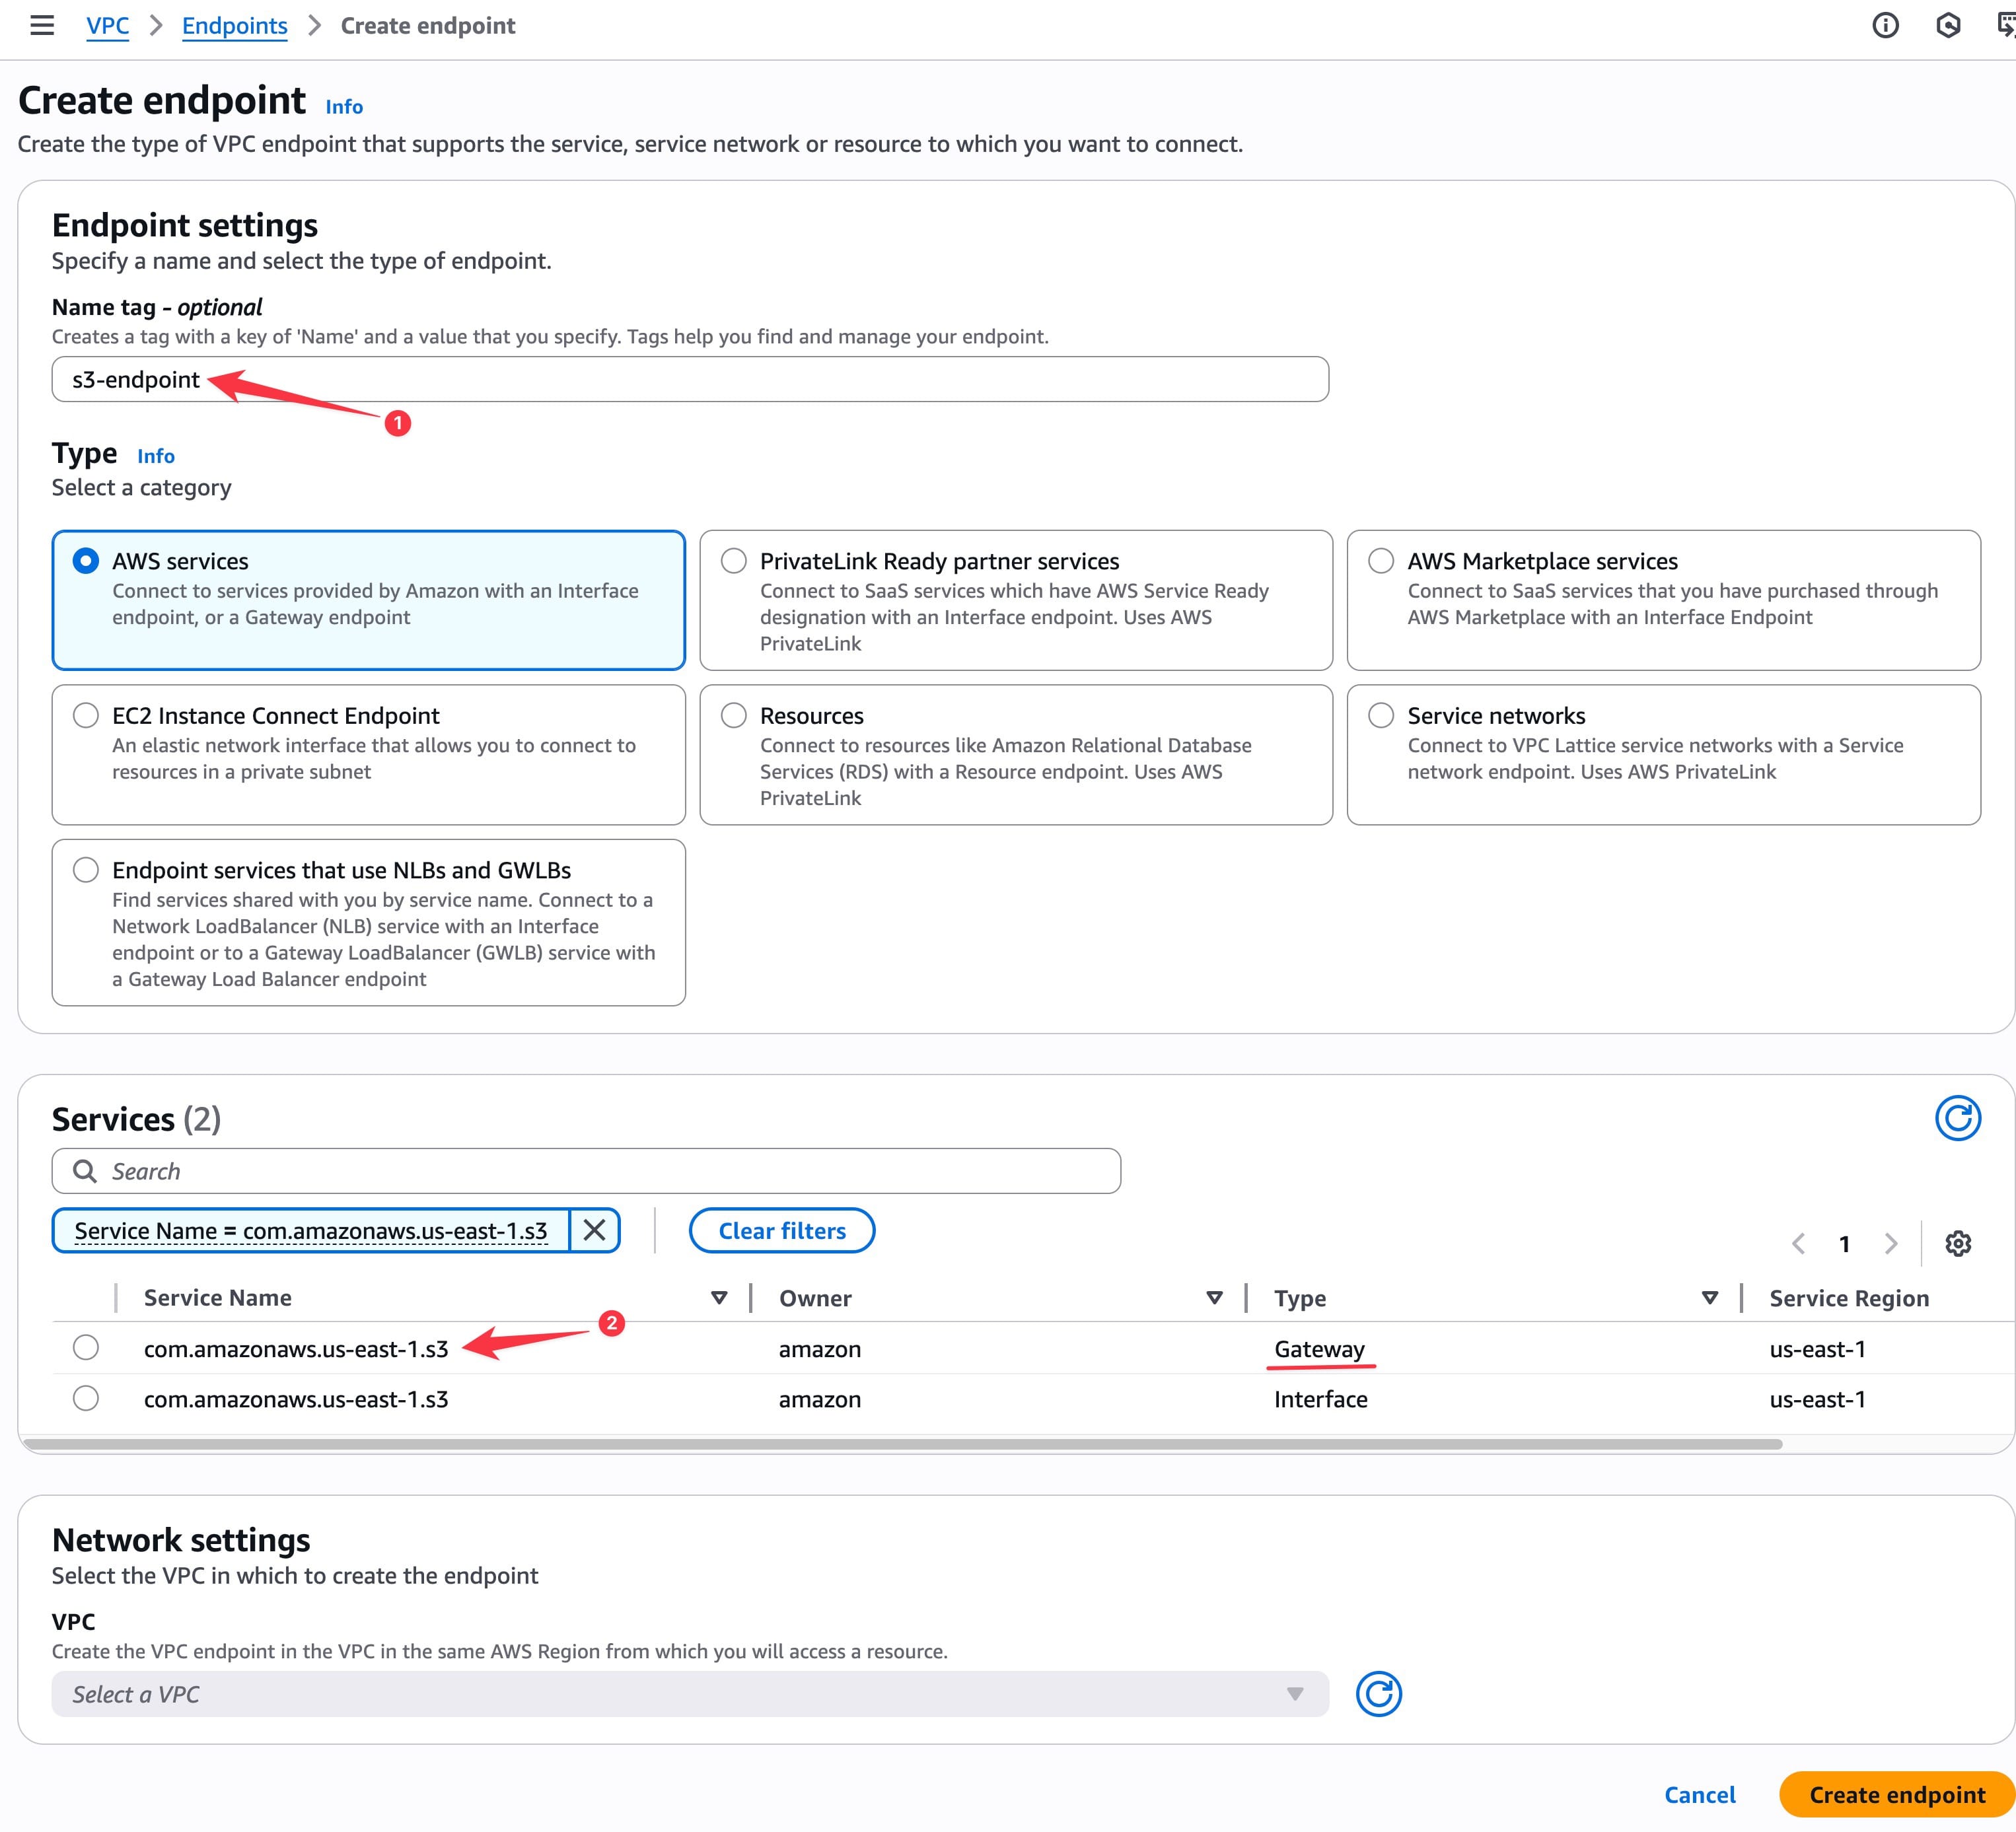 VPC > Endpoints > Create endpoint
Create endpoint Info
Create the type of VPC endpoint that supports the service, service network or resource to which you want to connect.
Endpoint settings
Specify a name and select the type of endpoint.
Name tag - optional
Creates a tag with a key of 'Name' and a value that you specify. Tags help you find and manage your endpoint.
s3-endpoint
1
Type Info
Select a category
AWS services
Connect to services provided by Amazon with an Interface
endpoint, or a Gateway endpoint
PrivateLink Ready partner services
Connect to SaaS services which have AWS Service Ready
designation with an Interface endpoint. Uses AWS
PrivateLink
AWS Marketplace services
Connect to SaaS services that you have purchased through
AWS Marketplace with an Interface Endpoint
EC2 Instance Connect Endpoint
An elastic network interface that allows you to connect to
resources in a private subnet
Resources
Connect to resources like Amazon Relational Database
Services (RDS) with a Resource endpoint. Uses AWS
PrivateLink
Service networks
Connect to VPC Lattice service networks with a Service
network endpoint. Uses AWS PrivateLink
Endpoint services that use NLBs and GWLBs
Find services shared with you by service name. Connect to a
Network LoadBalancer (NLB) service with an Interface
endpoint or to a Gateway LoadBalancer (GWLB) service with
a Gateway Load Balancer endpoint
Services (2)
Search
Service Name = com.amazonaws.us-east-1.s3
Clear filters
1
Service Name Owner Type Service Region
2
com.amazonaws.us-east-1.s3 amazon Gateway us-east-1
com.amazonaws.us-east-1.s3 amazon Interface us-east-1
Network settings
Select the VPC in which to create the endpoint
VPC
Create the VPC endpoint in the VPC in the same AWS Region from which you will access a resource.
Select a VPC
Cancel Create endpoint